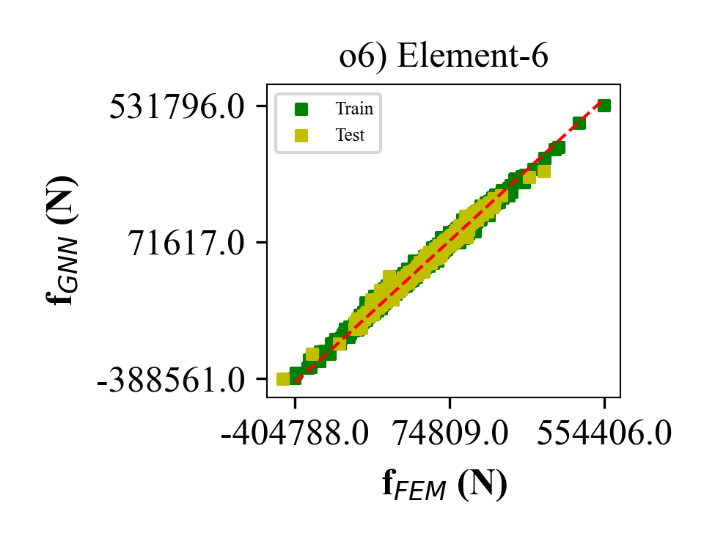 o6) Element-6
Train
Test
531796.0
71617.0
-388561.0
f_GNN (N)
-404788.0 74809.0 554406.0
f_FEM (N)